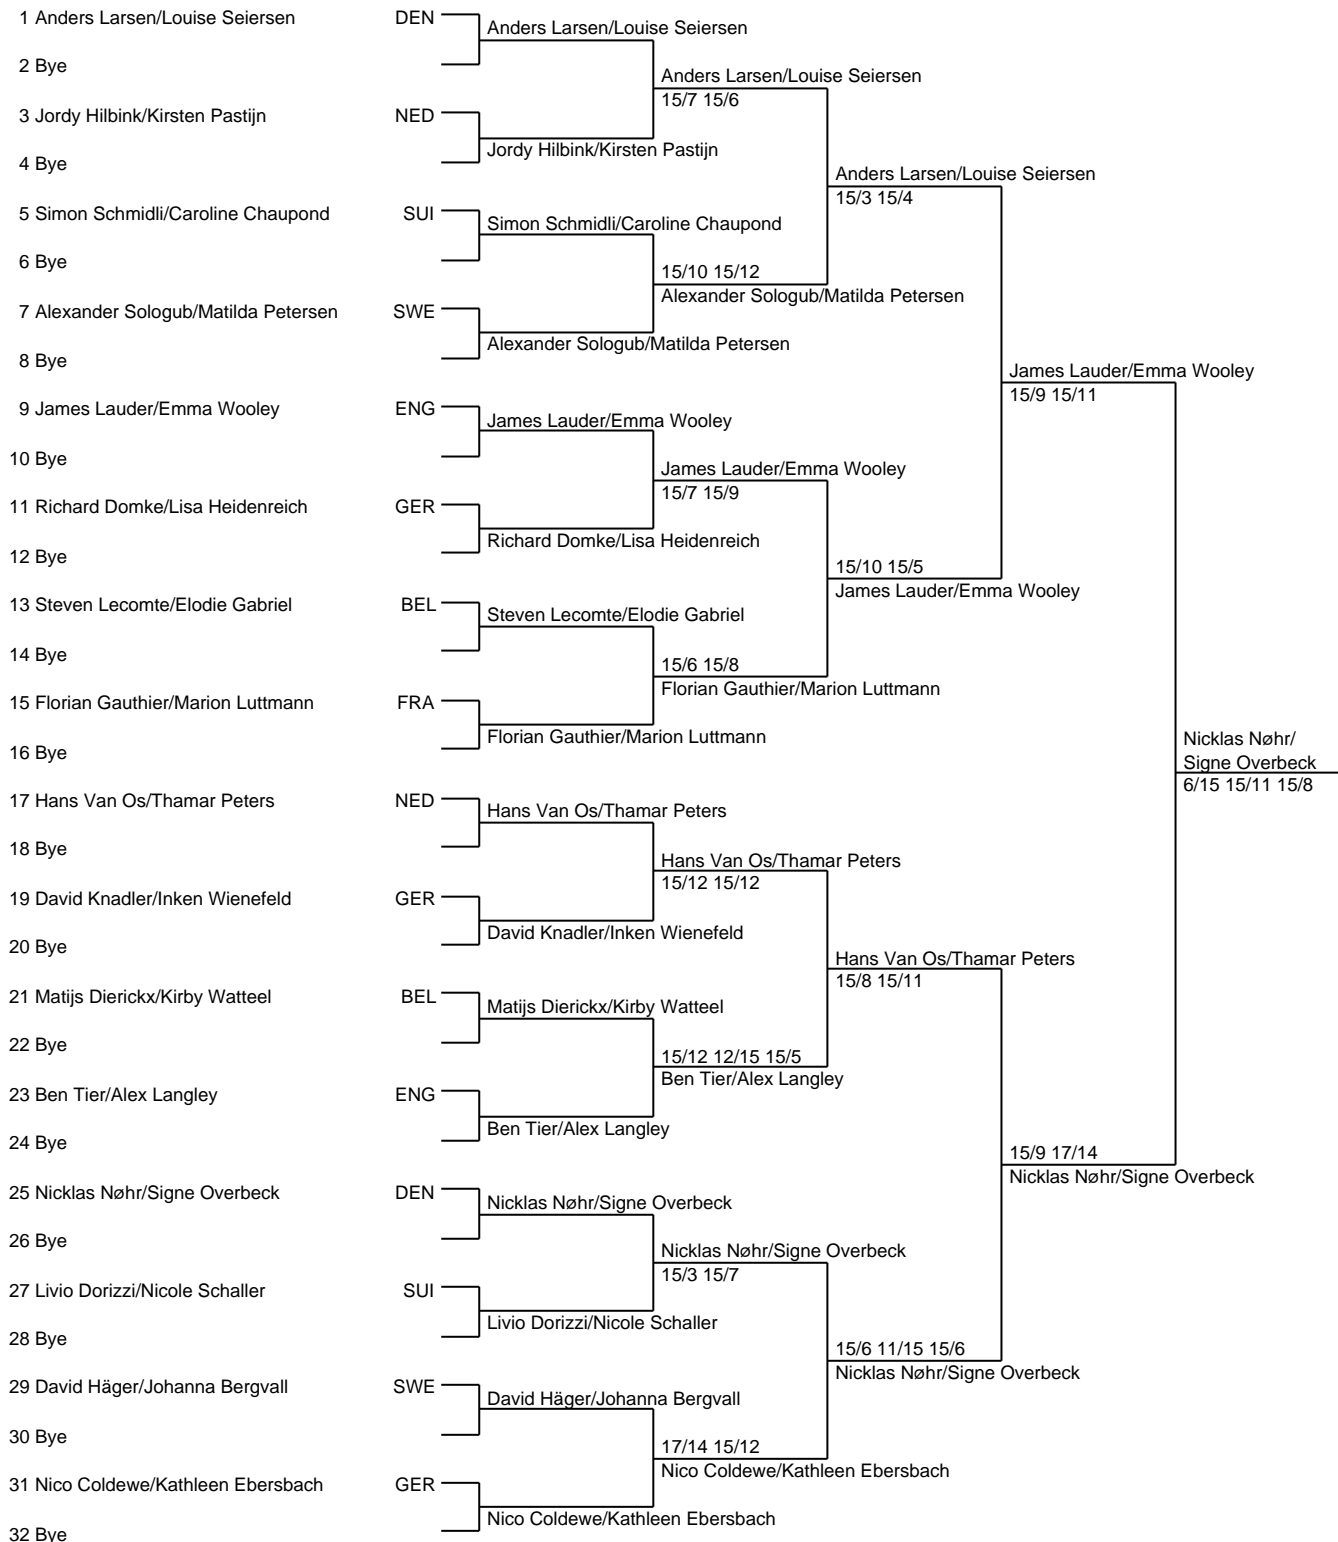 1 Anders Larsen/Louise Seiersen DEN
2 Bye
3 Jordy Hilbink/Kirsten Pastijn NED
4 Bye
5 Simon Schmidli/Caroline Chaupond SUI
6 Bye
7 Alexander Sologub/Matilda Petersen SWE
8 Bye
9 James Lauder/Emma Wooley ENG
10 Bye
11 Richard Domke/Lisa Heidenreich GER
12 Bye
13 Steven Lecomte/Elodie Gabriel BEL
14 Bye
15 Florian Gauthier/Marion Luttmann FRA
16 Bye
17 Hans Van Os/Thamar Peters NED
18 Bye
19 David Knadler/Inken Wienefeld GER
20 Bye
21 Matijs Dierickx/Kirby Watteel BEL
22 Bye
23 Ben Tier/Alex Langley ENG
24 Bye
25 Nicklas Nøhr/Signe Overbeck DEN
26 Bye
27 Livio Dorizzi/Nicole Schaller SUI
28 Bye
29 David Häger/Johanna Bergvall SWE
30 Bye
31 Nico Coldewe/Kathleen Ebersbach GER
32 Bye
Anders Larsen/Louise Seiersen
Jordy Hilbink/Kirsten Pastijn
Simon Schmidli/Caroline Chaupond
Alexander Sologub/Matilda Petersen
James Lauder/Emma Wooley
Richard Domke/Lisa Heidenreich
Steven Lecomte/Elodie Gabriel
Florian Gauthier/Marion Luttmann
Hans Van Os/Thamar Peters
David Knadler/Inken Wienefeld
Matijs Dierickx/Kirby Watteel
Ben Tier/Alex Langley
Nicklas Nøhr/Signe Overbeck
Livio Dorizzi/Nicole Schaller
David Häger/Johanna Bergvall
Nico Coldewe/Kathleen Ebersbach
Anders Larsen/Louise Seiersen
15/7 15/6
15/10 15/12
Alexander Sologub/Matilda Petersen
James Lauder/Emma Wooley
15/7 15/9
15/6 15/8
Florian Gauthier/Marion Luttmann
Hans Van Os/Thamar Peters
15/12 15/12
15/12 12/15 15/5
Ben Tier/Alex Langley
Nicklas Nøhr/Signe Overbeck
15/3 15/7
17/14 15/12
Nico Coldewe/Kathleen Ebersbach
Anders Larsen/Louise Seiersen
15/3 15/4
15/10 15/5
James Lauder/Emma Wooley
Hans Van Os/Thamar Peters
15/8 15/11
15/6 11/15 15/6
Nicklas Nøhr/Signe Overbeck
James Lauder/Emma Wooley
15/9 15/11
15/9 17/14
Nicklas Nøhr/Signe Overbeck
Nicklas Nøhr/
Signe Overbeck
6/15 15/11 15/8